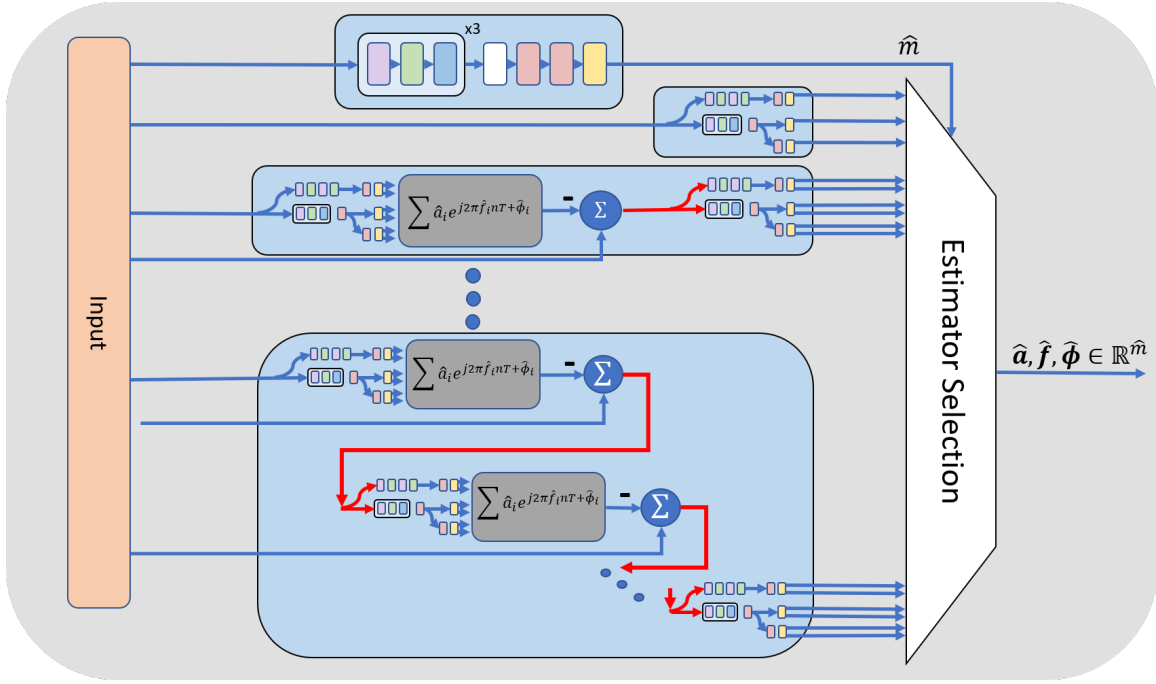 x3
m̂
Input
∑ âᵢe^{j2πf̂ᵢnT+φ̂ᵢ}
-
Σ
∑ âᵢe^{j2πf̂ᵢnT+φ̂ᵢ}
-
Σ
∑ âᵢe^{j2πf̂ᵢnT+φ̂ᵢ}
-
Σ
Estimator Selection
â, f̂, ϕ̂ ∈ ℝ^m̂